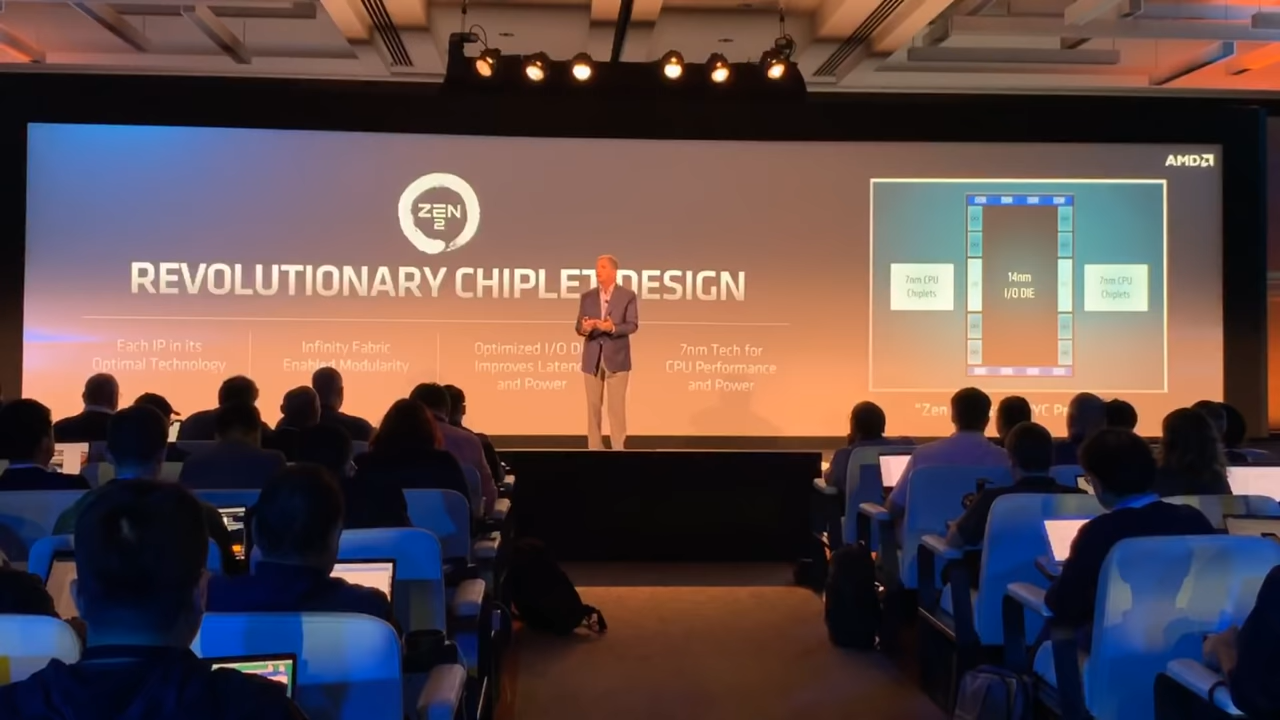 AMD
ZEN
2
REVOLUTIONARY CHIPLET DESIGN
Each IP in its
Optimal Technology
Infinity Fabric
Enabled Modularity
Optimized I/O
Improves
and Power
7nm Tech for
CPU Performance
and Power
7nm CPU
Chiplets
14nm
I/O DIE
7nm CPU
Chiplets
"Zen